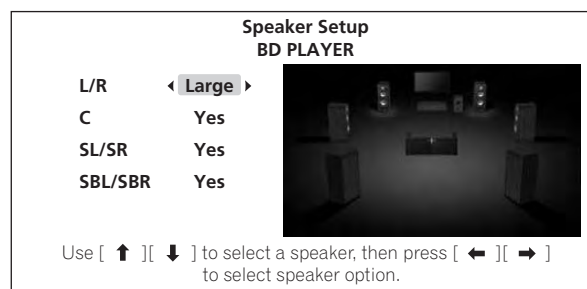 Speaker Setup
BD PLAYER
L/R Large
C Yes
SL/SR Yes
SBL/SBR Yes
Use [ ↑ ][ ↓ ] to select a speaker, then press [ ← ][ → ]
to select speaker option.